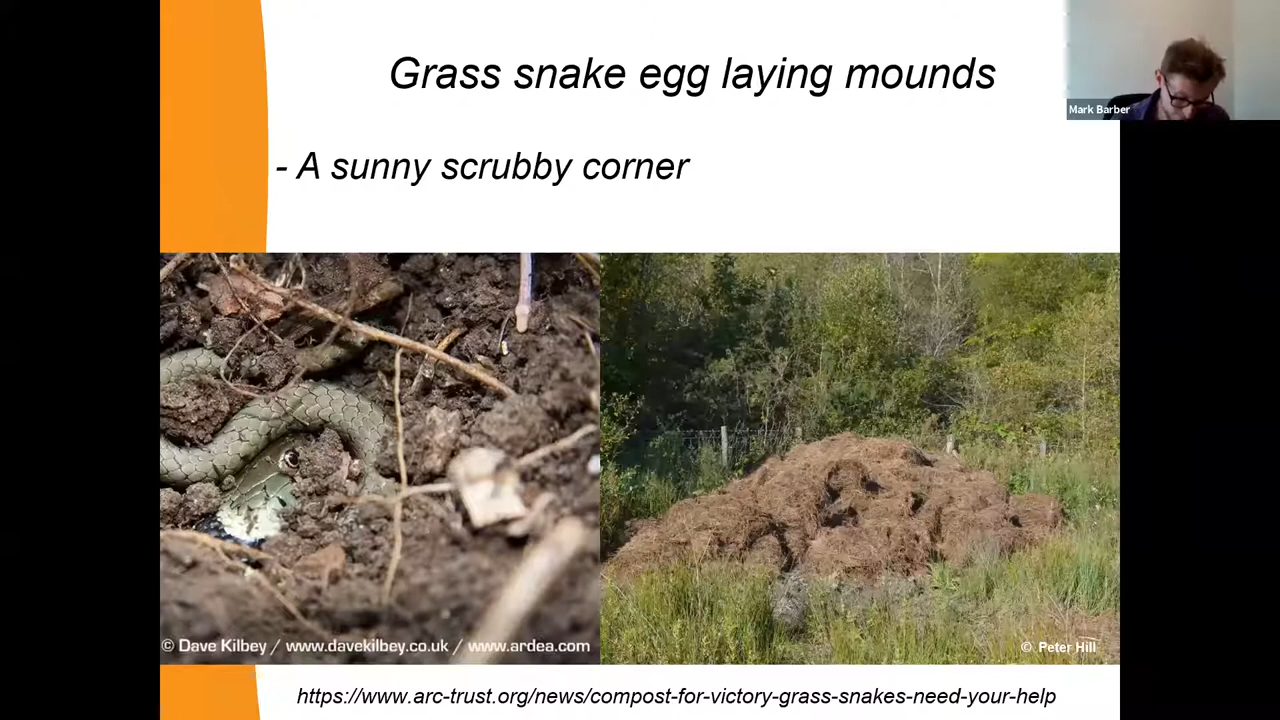 Grass snake egg laying mounds
Mark Barber
- A sunny scrubby corner
© Dave Kilbey / www.davekilbey.co.uk / www.ardea.com
© Peter Hill
https://www.arc-trust.org/news/compost-for-victory-grass-snakes-need-your-help